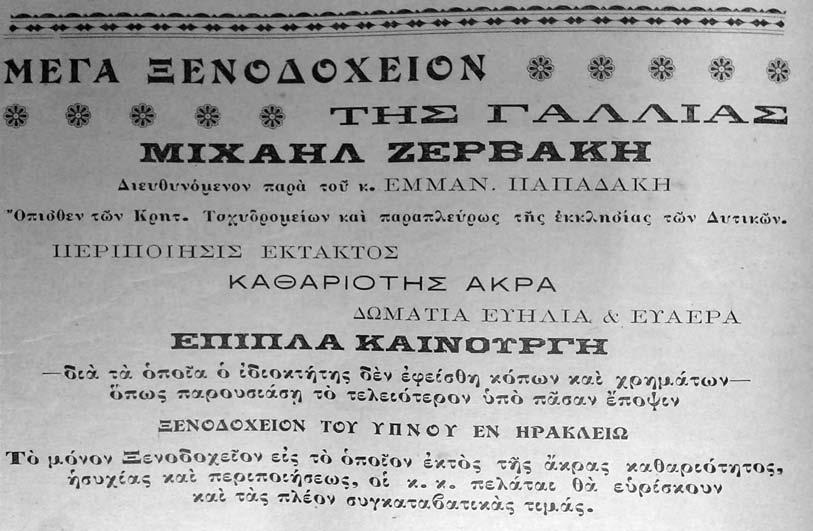 ΜΕΓΑ ΞΕΝΟΔΟΧΕΙΟΝ
ΤΗΣ ΓΑΛΛΙΑΣ
ΜΙΧΑΗΛ ΖΕΡΒΑΚΗ
Διευθυνόμενον παρὰ τοῦ κ. ΕΜΜΑΝ. ΠΑΠΑΔΑΚΗ
Ὄπισθεν τῶν Κρητ. Ταχυδρομείων καὶ παραπλεύρως τῆς ἐκκλησίας τῶν Δυτικῶν.
ΠΕΡΙΠΟΙΗΣΙΣ ΕΚΤΑΚΤΟΣ
ΚΑΘΑΡΙΟΤΗΣ ΑΚΡΑ
ΔΩΜΑΤΙΑ ΕΥΗΛΙΑ & ΕΥΑΕΡΑ
ΕΠΙΠΛΑ ΚΑΙΝΟΥΡΓΗ
—διὰ τὰ ὁποῖα ὁ ἰδιοκτήτης δὲν ἐφείσθη κόπων καὶ χρημάτων—
ὅπως παρουσιάσῃ τὸ τελειότερον ὑπὸ πᾶσαν ἔποψιν
ΞΕΝΟΔΟΧΕΙΟΝ ΤΟΥ ΥΠΝΟΥ ΕΝ ΗΡΑΚΛΕΙΩ
Τὸ μόνον Ξενοδοχεῖον εἰς τὸ ὁποῖον ἐκτὸς τῆς ἄκρας καθαριότητος,
ἡσυχίας καὶ περιποιήσεως, οἱ κ. κ. πελάται θὰ εὑρίσκουν
καὶ τὰς πλέον συγκαταβατικὰς τιμάς.